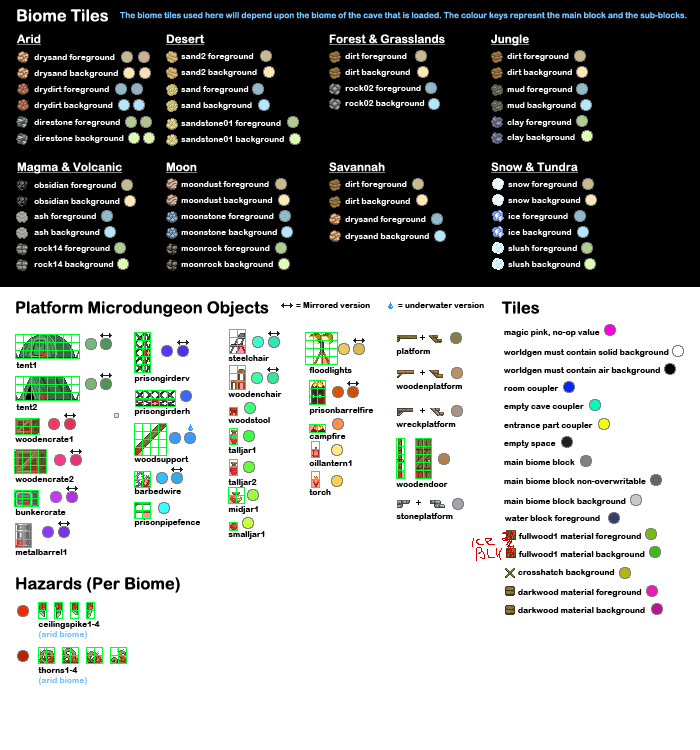 Biome Tiles
The biome tiles used here will depend upon the biome of the cave that is loaded. The colour keys represnt the main block and the sub-blocks.
Arid
drysand foreground
drysand background
drydirt foreground
drydirt background
direstone foreground
direstone background
Desert
sand2 foreground
sand2 background
sand foreground
sand background
sandstone01 foreground
sandstone01 background
Forest & Grasslands
dirt foreground
dirt background
rock02 foreground
rock02 background
Jungle
dirt foreground
dirt background
mud foreground
mud background
clay foreground
clay background
Magma & Volcanic
obsidian foreground
obsidian background
ash foreground
ash background
rock14 foreground
rock14 background
Moon
moondust foreground
moondust background
moonstone foreground
moonstone background
moonrock foreground
moonrock background
Savannah
dirt foreground
dirt background
drysand foreground
drysand background
Snow & Tundra
snow foreground
snow background
ice foreground
ice background
slush foreground
slush background
Platform Microdungeon Objects
= Mirrored version
= underwater version
tent1
tent2
woodencrate1
woodencrate2
bunkercrate
metalbarrel1
prisongirderv
prisongirderh
woodsupport
barbedwire
prisonpipefence
steelchair
woodenchair
woodstool
talljar1
talljar2
midjar1
smalljar1
floodlights
prisonbarrelfire
campfire
oillantern1
torch
+
platform
+
woodenplatform
+
wreckplatform
woodendoor
+
stoneplatform
Tiles
magic pink, no-op value
worldgen must contain solid background
worldgen must contain air background
room coupler
empty cave coupler
entrance part coupler
empty space
main biome block
main biome block non-overwritable
main biome block background
water block foreground
ICE
fullwood1 material foreground
BLK
fullwood1 material background
crosshatch background
darkwood material foreground
darkwood material background
Hazards (Per Biome)
ceilingspike1-4
(arid biome)
thorns1-4
(arid biome)